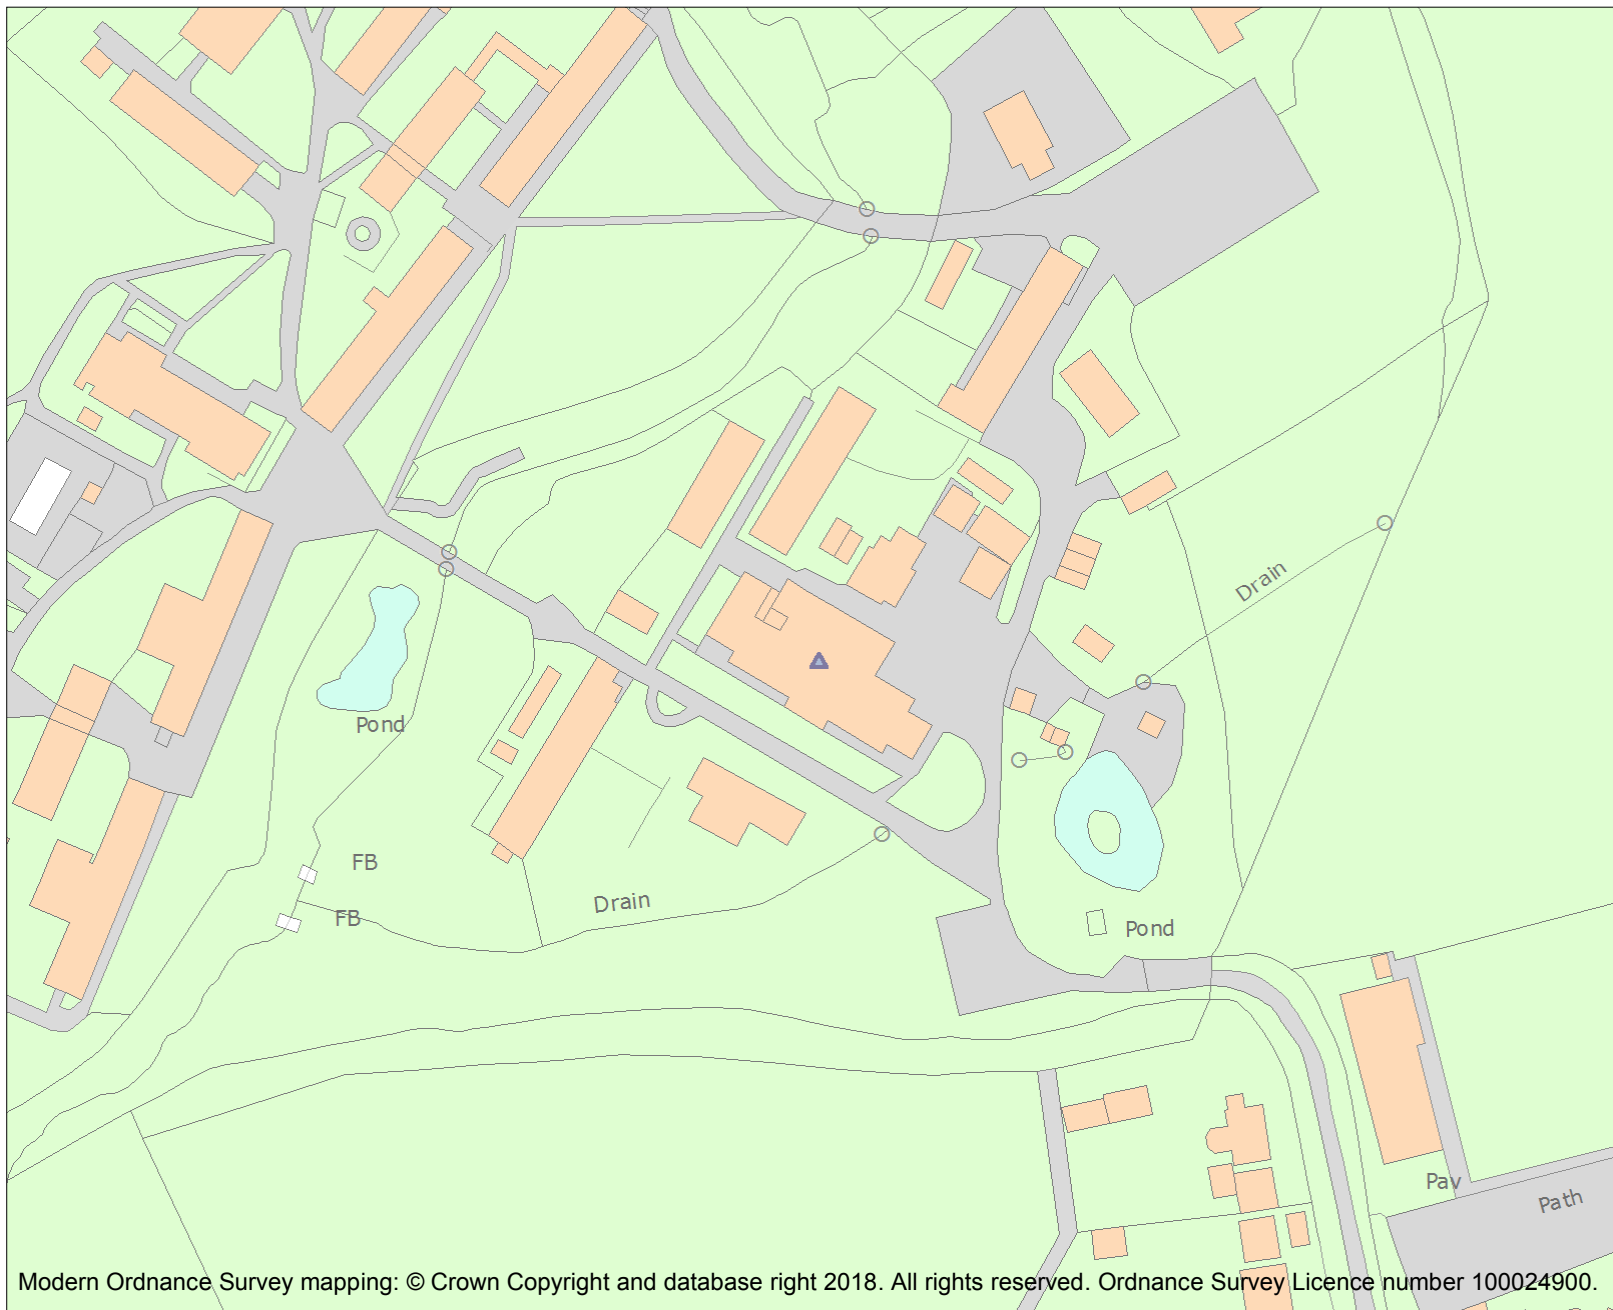 Drain
Pond
FB
Drain
FB
Pond
Pav
Path
Modern Ordnance Survey mapping: © Crown Copyright and database right 2018. All rights reserved. Ordnance Survey Licence number 100024900.